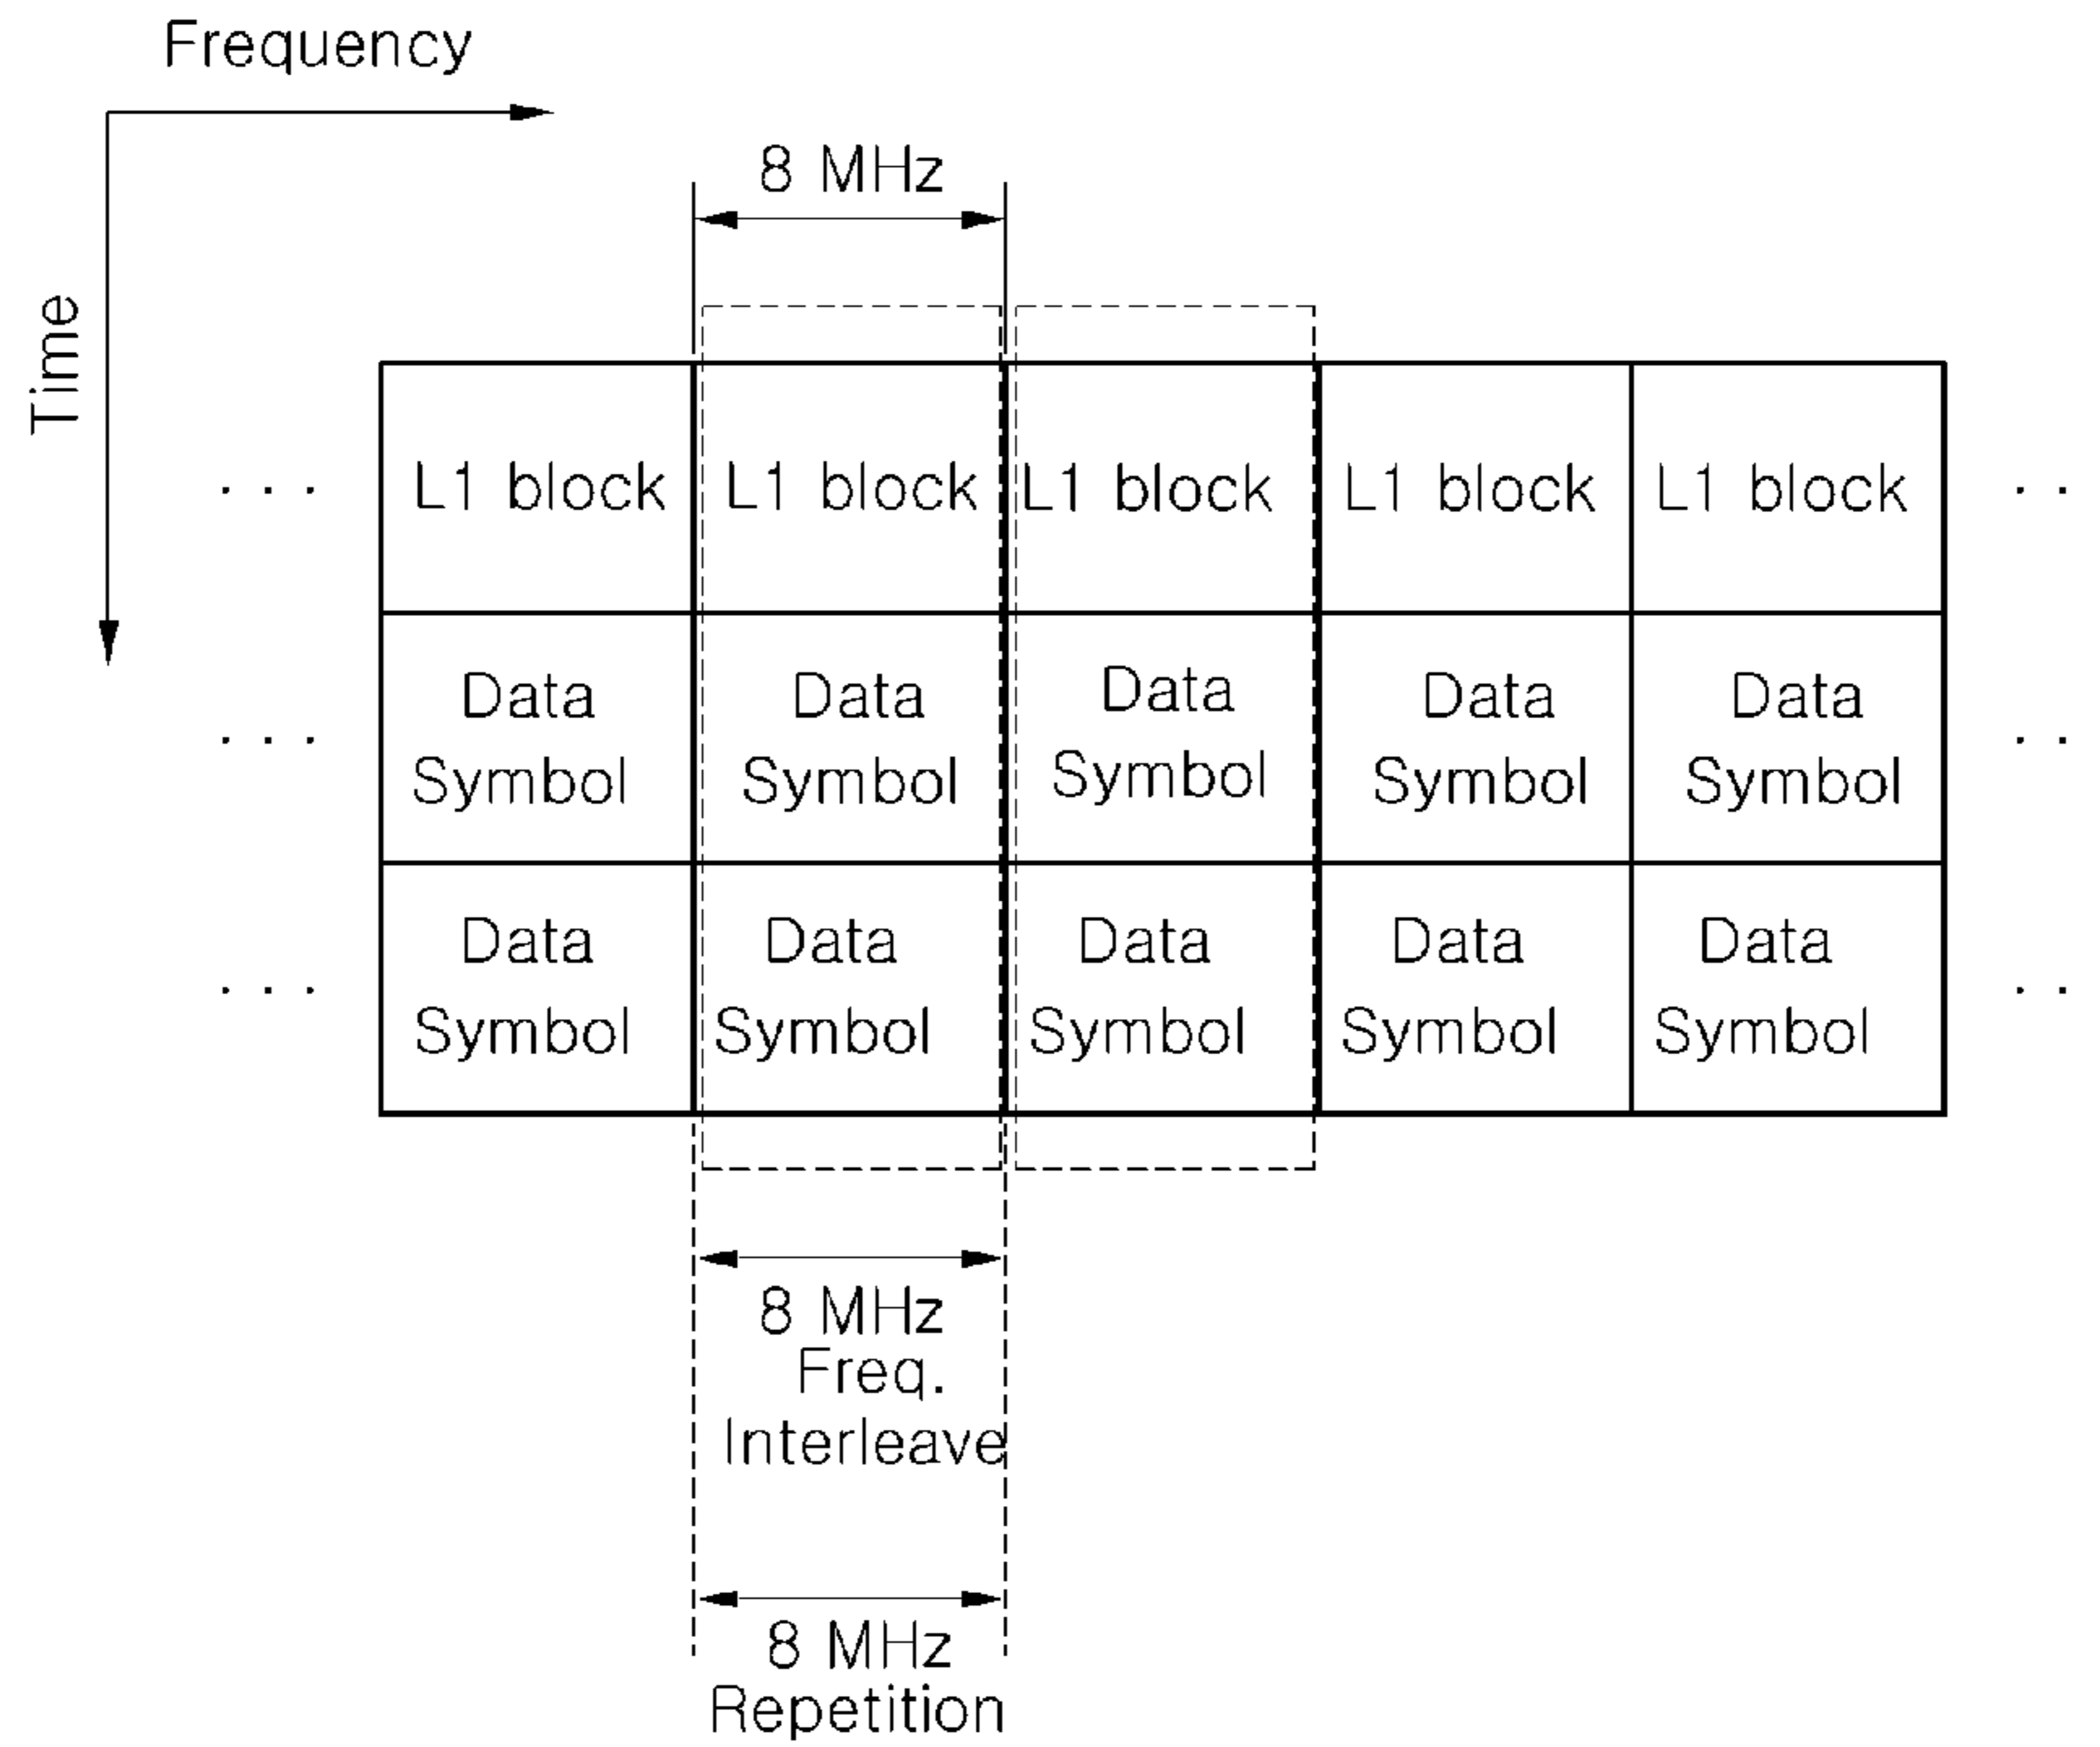 Frequency
Time
8 MHz
. . . L1 block L1 block L1 block L1 block L1 block . .
Data Data Data Data Data
. . . . .
Symbol Symbol Symbol Symbol Symbol
Data Data Data Data Data
. . . . .
Symbol Symbol Symbol Symbol Symbol
8 MHz
Freq.
Interleave
8 MHz
Repetition